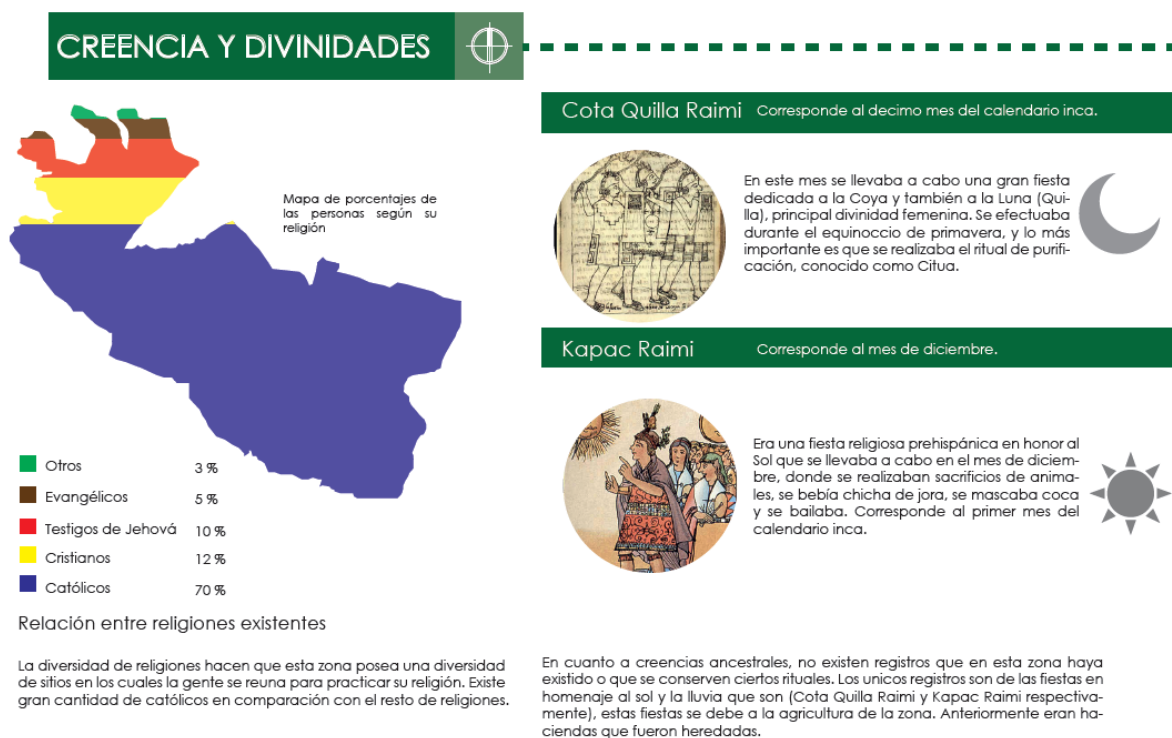 CREENCIA Y DIVINIDADES
Mapa de porcentajes de
las personas según su
religión
Otros 3 %
Evangélicos 5 %
Testigos de Jehová 10 %
Cristianos 12 %
Católicos 70 %
Relación entre religiones existentes
La diversidad de religiones hacen que esta zona posea una diversidad
de sitios en los cuales la gente se reuna para practicar su religión. Existe
gran cantidad de católicos en comparación con el resto de religiones.
Cota Quilla Raimi Corresponde al decimo mes del calendario inca.
En este mes se llevaba a cabo una gran fiesta
dedicada a la Coya y también a la Luna (Qui-
lla), principal divinidad femenina. Se efectuaba
durante el equinoccio de primavera, y lo más
importante es que se realizaba el ritual de purifi-
cación, conocido como Citua.
Kapac Raimi Corresponde al mes de diciembre.
Era una fiesta religiosa prehispánica en honor al
Sol que se llevaba a cabo en el mes de diciem-
bre, donde se realizaban sacrificios de anima-
les, se bebía chicha de jora, se mascaba coca
y se bailaba. Corresponde al primer mes del
calendario inca.
En cuanto a creencias ancestrales, no existen registros que en esta zona haya
existido o que se conserven ciertos rituales. Los unicos registros son de las fiestas en
homenaje al sol y la lluvia que son (Cota Quilla Raimi y Kapac Raimi respectiva-
mente), estas fiestas se debe a la agricultura de la zona. Anteriormente eran ha-
ciendas que fueron heredadas.